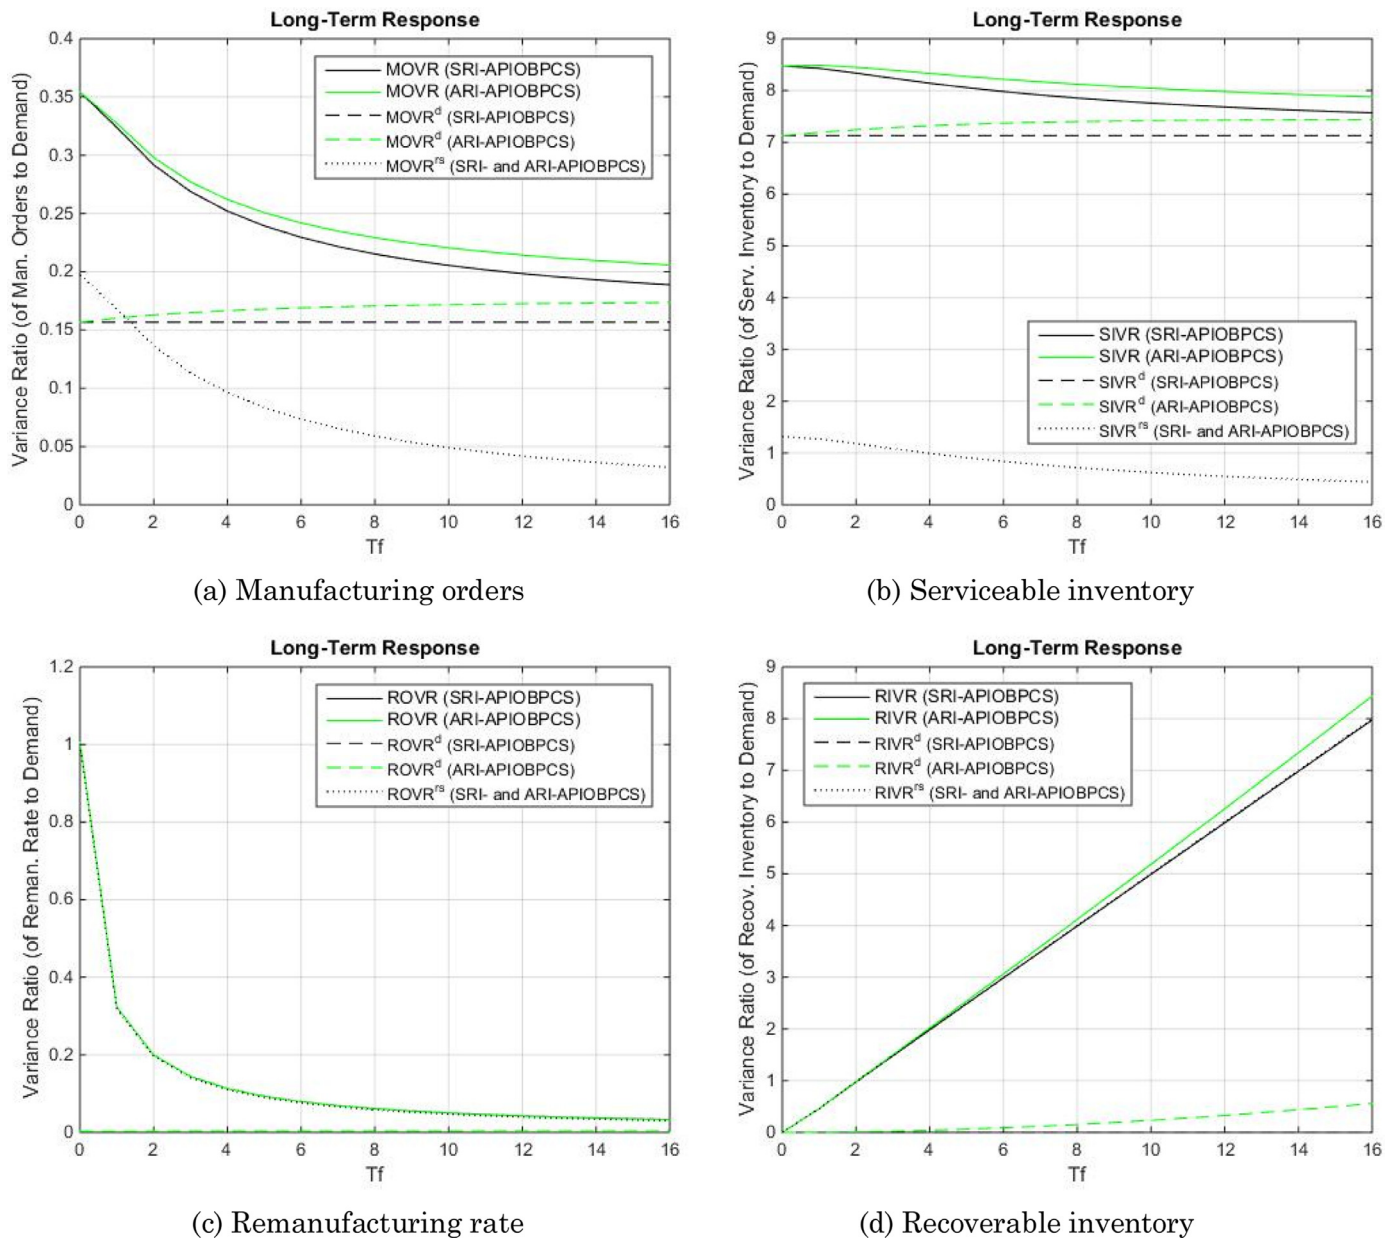 Long-Term Response
Variance Ratio (of Man. Orders to Demand)
0.4
0.35
0.3
0.25
0.2
0.15
0.1
0.05
0
MOVR (SRI-APIOBPCS)
MOVR (ARI-APIOBPCS)
MOVRᵈ (SRI-APIOBPCS)
MOVRᵈ (ARI-APIOBPCS)
MOVRʳˢ (SRI- and ARI-APIOBPCS)
0 2 4 6 8 10 12 14 16
Tf
(a) Manufacturing orders
Long-Term Response
Variance Ratio (of Serv. Inventory to Demand)
9
8
7
6
5
4
3
2
1
0
SIVR (SRI-APIOBPCS)
SIVR (ARI-APIOBPCS)
SIVRᵈ (SRI-APIOBPCS)
SIVRᵈ (ARI-APIOBPCS)
SIVRʳˢ (SRI- and ARI-APIOBPCS)
0 2 4 6 8 10 12 14 16
Tf
(b) Serviceable inventory
Long-Term Response
Variance Ratio (of Reman. Rate to Demand)
1.2
1
0.8
0.6
0.4
0.2
0
ROVR (SRI-APIOBPCS)
ROVR (ARI-APIOBPCS)
ROVRᵈ (SRI-APIOBPCS)
ROVRᵈ (ARI-APIOBPCS)
ROVRʳˢ (SRI- and ARI-APIOBPCS)
0 2 4 6 8 10 12 14 16
Tf
(c) Remanufacturing rate
Long-Term Response
Variance Ratio (of Recov. Inventory to Demand)
9
8
7
6
5
4
3
2
1
0
RIVR (SRI-APIOBPCS)
RIVR (ARI-APIOBPCS)
RIVRᵈ (SRI-APIOBPCS)
RIVRᵈ (ARI-APIOBPCS)
RIVRʳˢ (SRI- and ARI-APIOBPCS)
0 2 4 6 8 10 12 14 16
Tf
(d) Recoverable inventory